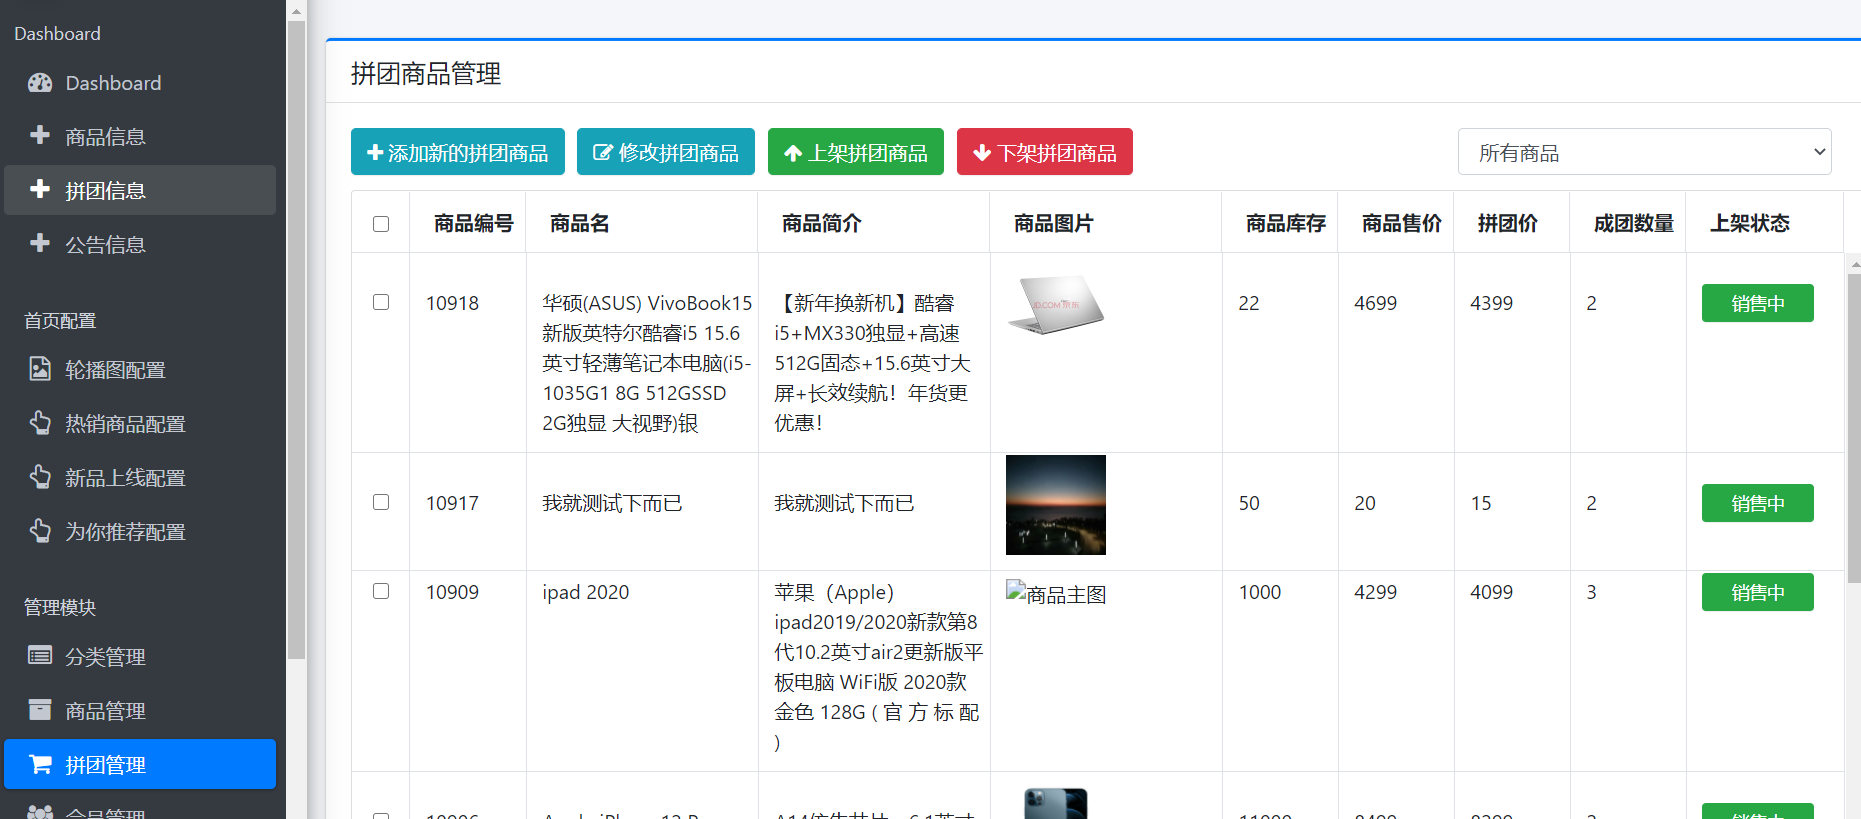 Dashboard
Dashboard
商品信息
拼团信息
公告信息
首页配置
轮播图配置
热销商品配置
新品上线配置
为你推荐配置
管理模块
分类管理
商品管理
拼团管理
会员管理
拼团商品管理
添加新的拼团商品 修改拼团商品 上架拼团商品 下架拼团商品 所有商品
商品编号 商品名 商品简介 商品图片 商品库存 商品售价 拼团价 成团数量 上架状态
10918
华硕(ASUS) VivoBook15
新版英特尔酷睿i5 15.6
英寸轻薄笔记本电脑(i5-
1035G1 8G 512GSSD
2G独显 大视野)银
【新年换新机】酷睿
i5+MX330独显+高速
512G固态+15.6英寸大
屏+长效续航！年货更
优惠！
22 4699 4399 2 销售中
10917 我就测试下而已 我就测试下而已 50 20 15 2 销售中
10909 ipad 2020
苹果（Apple）
ipad2019/2020新款第8
代10.2英寸air2更新版平
板电脑 WiFi版 2020款
金色 128G ( 官 方 标 配
)
商品主图
1000 4299 4099 3 销售中
销售中